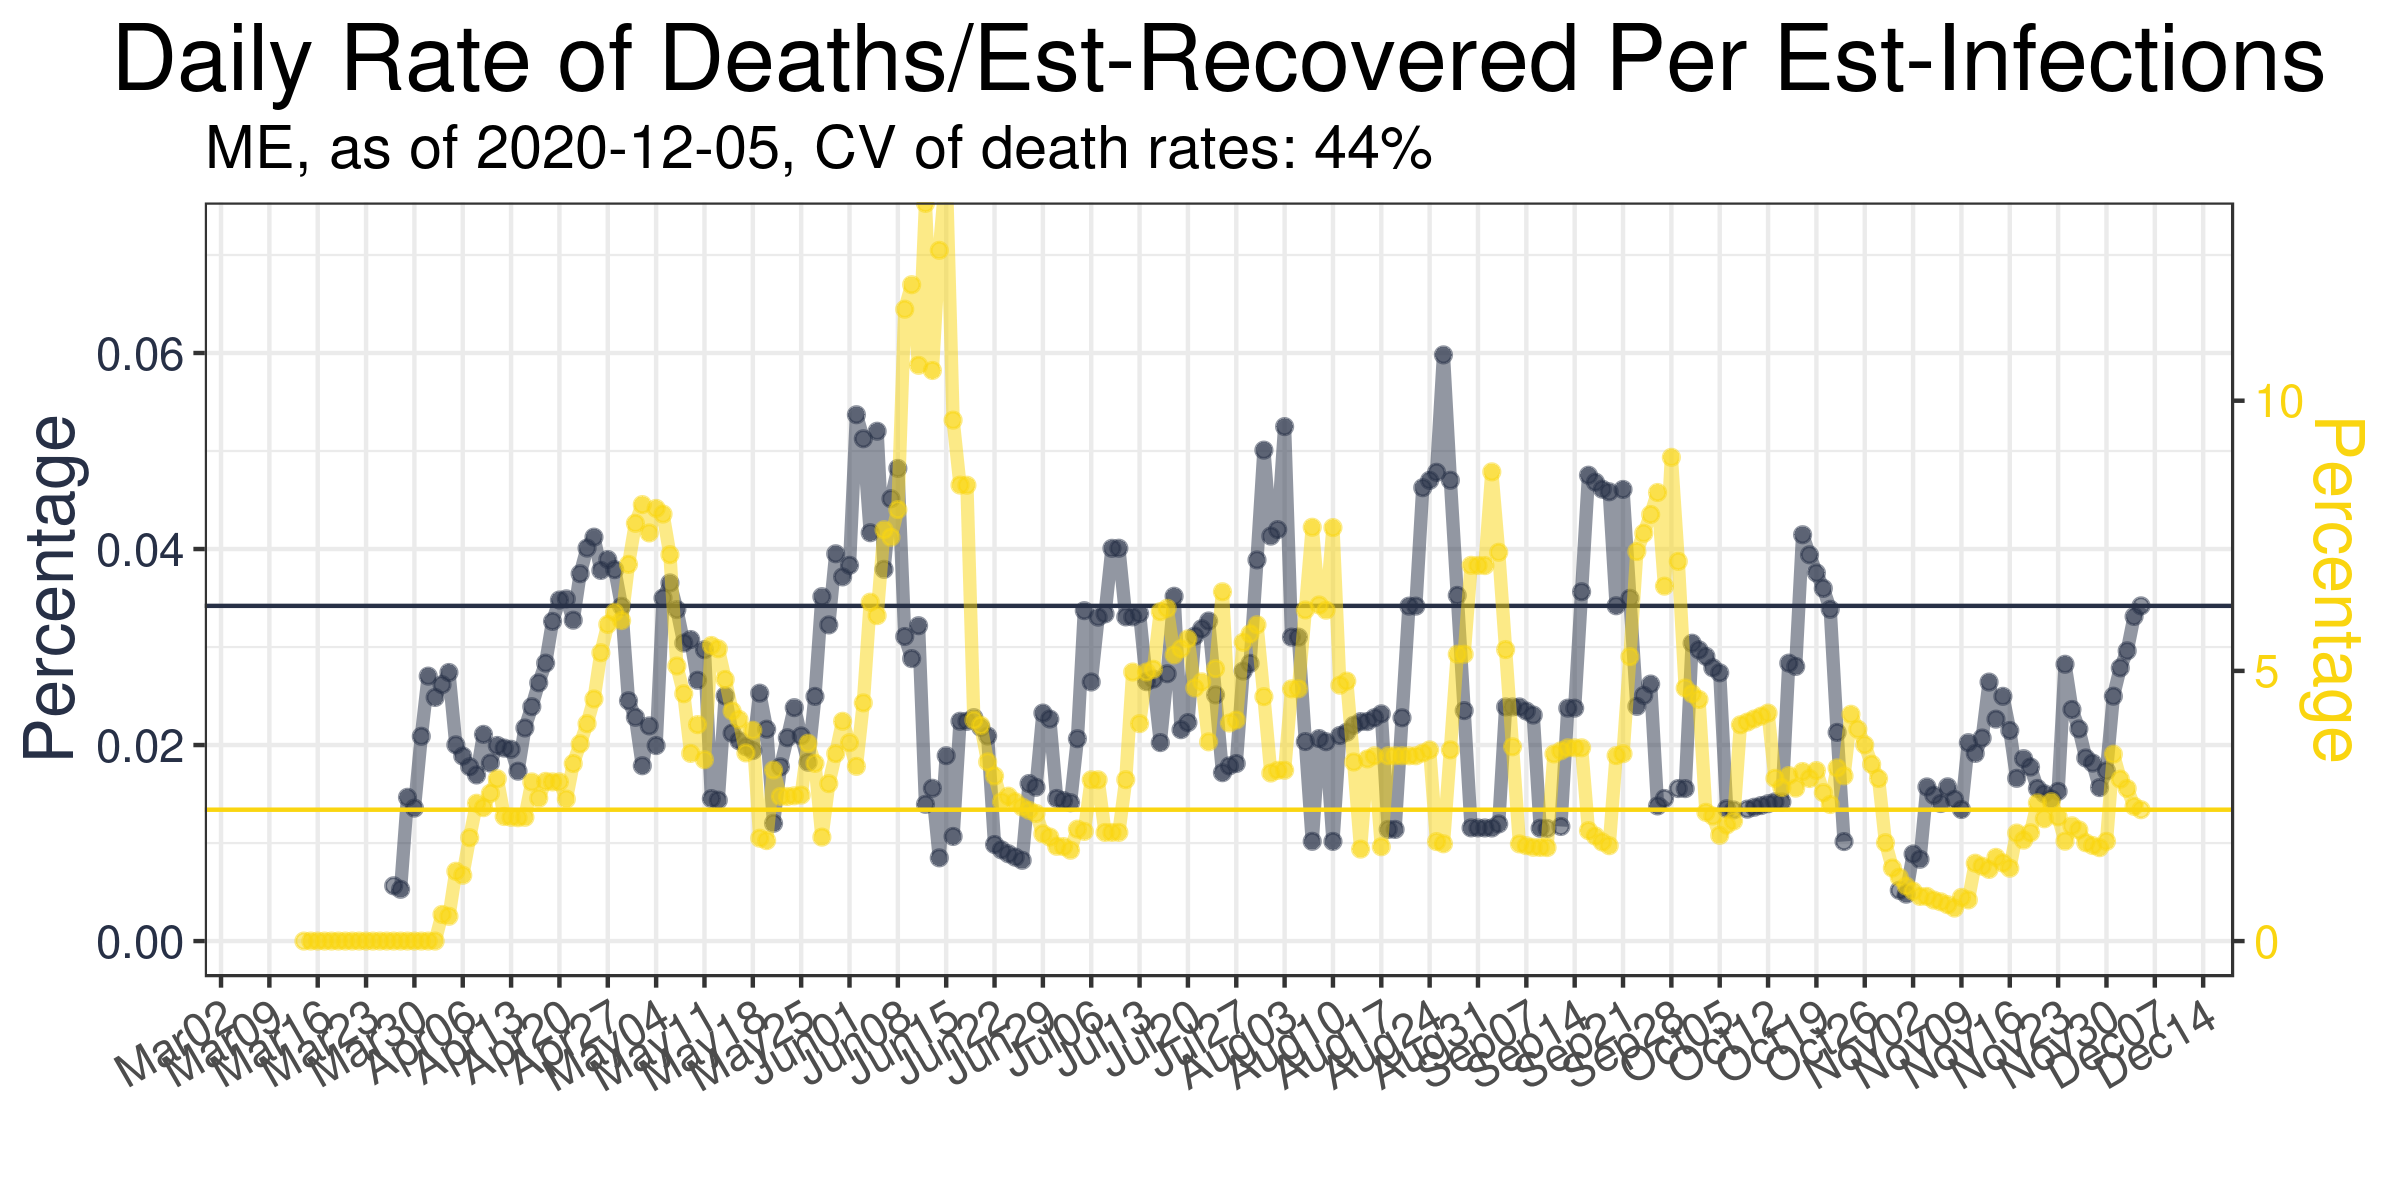 Daily Rate of Deaths/Est-Recovered Per Est-Infections
ME, as of 2020-12-05, CV of death rates: 44%
Percentage
0.06
0.04
0.02
0.00
10
5
0
Percentage
Mar02
Mar09
Mar16
Mar23
Mar30
Apr06
Apr13
Apr20
Apr27
May04
May11
May18
May25
Jun01
Jun08
Jun15
Jun22
Jun29
Jul06
Jul13
Jul20
Jul27
Aug03
Aug10
Aug17
Aug24
Aug31
Sep07
Sep14
Sep21
Sep28
Oct05
Oct12
Oct19
Oct26
Nov02
Nov09
Nov16
Nov23
Nov30
Dec07
Dec14